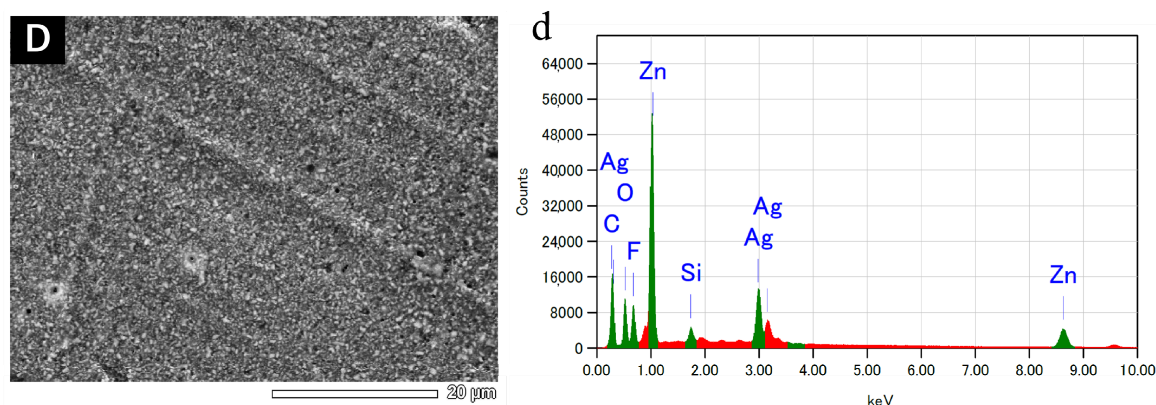 D
20 μm
d
Counts
64,000
56,000
48,000
40,000
32,000
24,000
16,000
8000
0
Zn
Ag
O
C
F
Si
Ag
Ag
Zn
0.00 1.00 2.00 3.00 4.00 5.00 6.00 7.00 8.00 9.00 10.00
keV